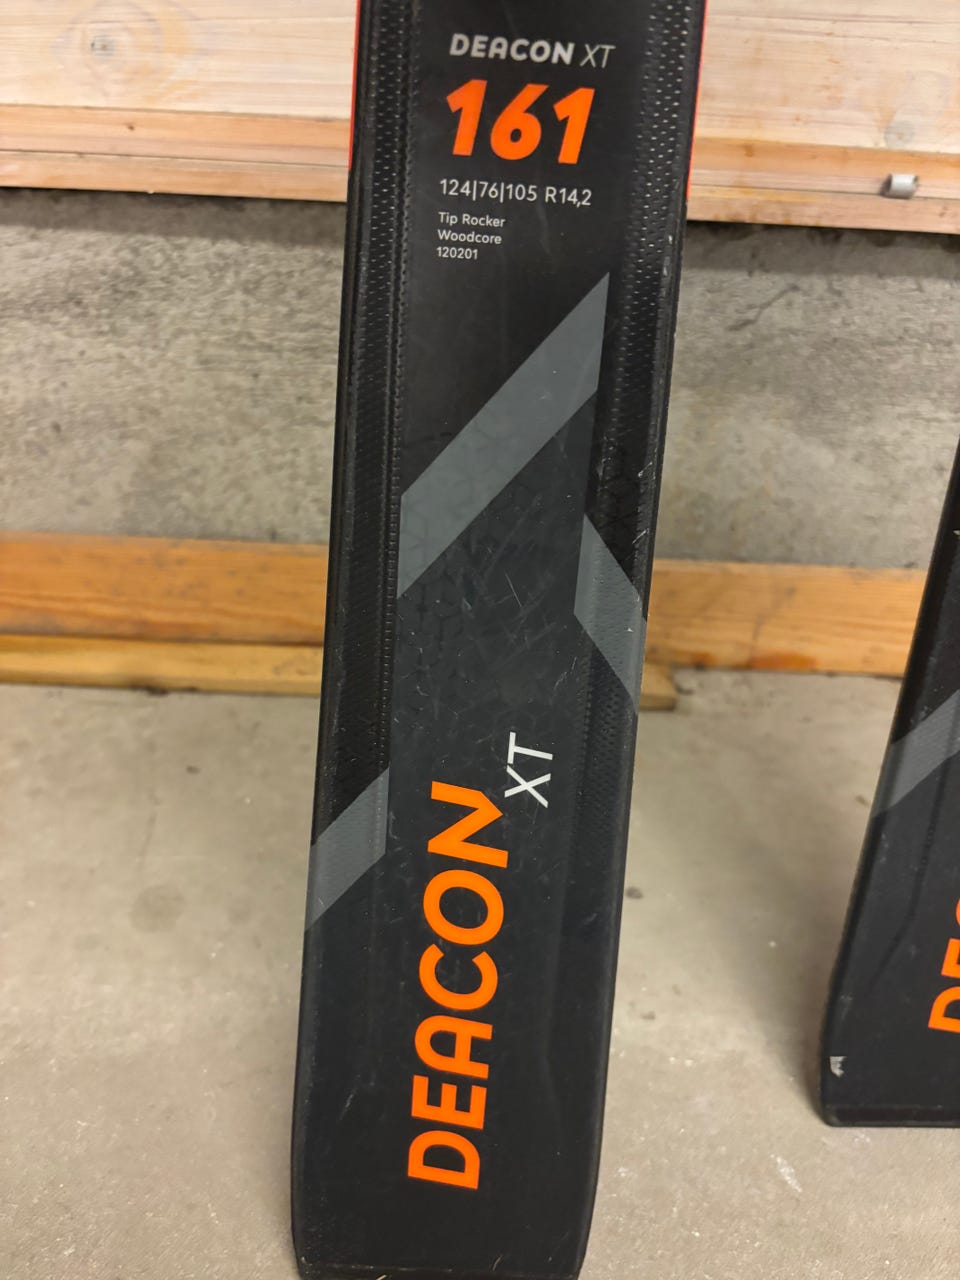 DEACON XT
161
124|76|105 R14,2
Tip Rocker
Woodcore
120201
DEACON XT